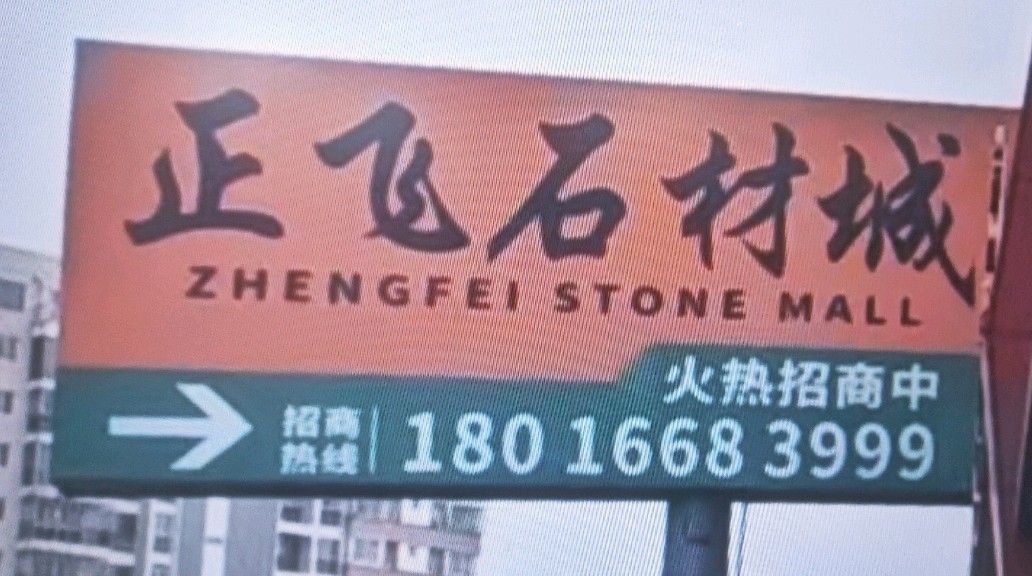 正飞石材城
ZHENGFEI STONE MALL
火热招商中
招商热线
180 1668 3999